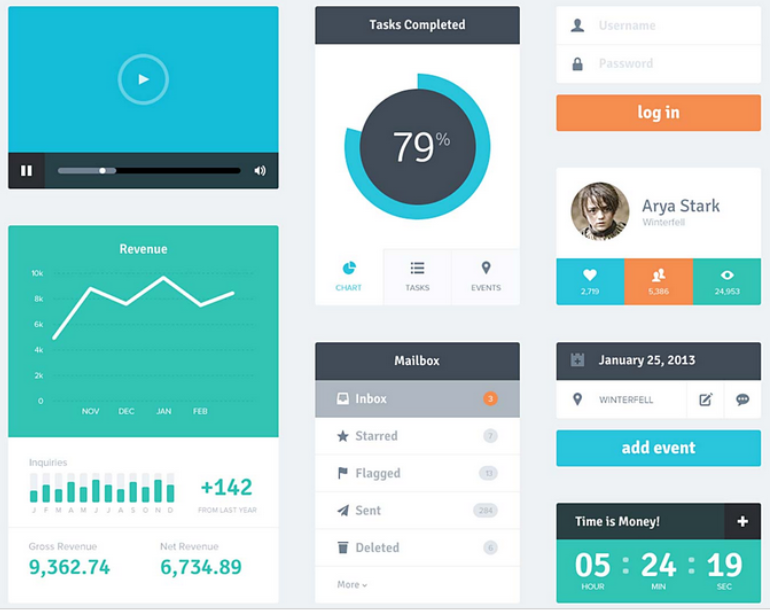 Tasks Completed
79%
CHART
TASKS
EVENTS
Username
Password
log in
Arya Stark
Winterfell
2,719
5,386
24,953
Revenue
10k
8k
6k
4k
2k
0
NOV DEC JAN FEB
Inquiries
J F M A M J J A S O N D
+142
FROM LAST YEAR
Gross Revenue
9,362.74
Net Revenue
6,734.89
Mailbox
Inbox 3
Starred 7
Flagged 13
Sent 284
Deleted 6
More
January 25, 2013
WINTERFELL
add event
Time is Money! +
05 : 24 : 19
HOUR MIN SEC